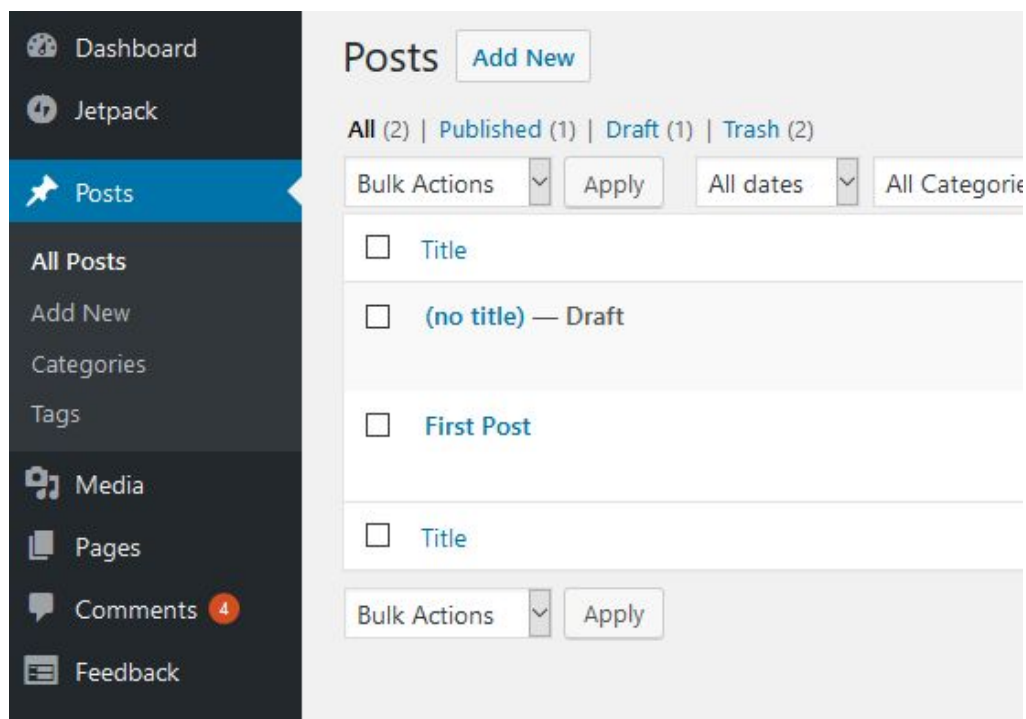 Dashboard
Jetpack
Posts
All Posts
Add New
Categories
Tags
Media
Pages
Comments 4
Feedback
Posts Add New
All (2) | Published (1) | Draft (1) | Trash (2)
Bulk Actions Apply All dates All Categorie
Title
(no title) — Draft
First Post
Title
Bulk Actions Apply